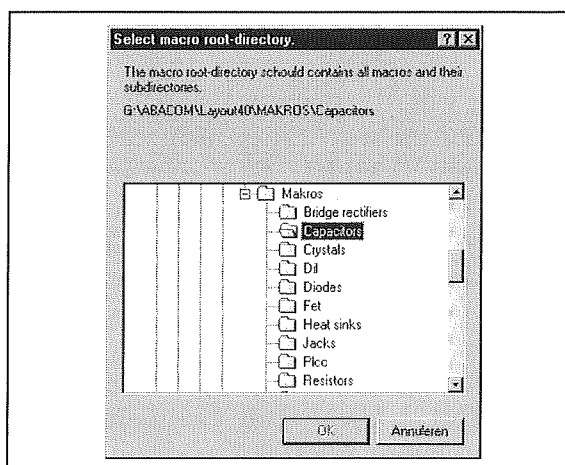 Select macro root-directory.
The macro root-directory schould contains all macros and their
subdirectories.
G:\ABACOM\Layout40\MAKROS\Capacitors
Makros
Bridge rectifiers
Capacitors
Crystals
Dil
Diodes
Fet
Heat sinks
Jacks
Plcc
Resistors
OK
Annuleren